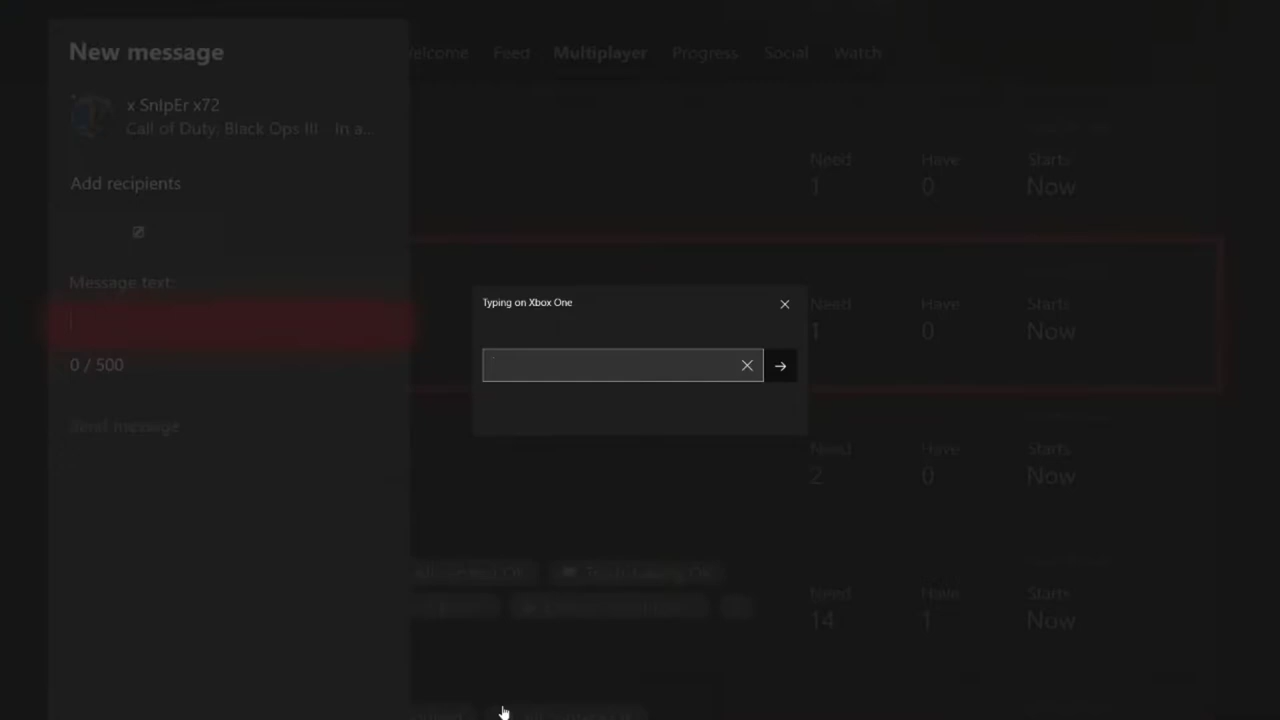 New message
elcome Feed Multiplayer Progress Social Watch
x SnIpEr x72
Call of Duty: Black Ops III - In a...
Add recipients
Need Have Starts
1 0 Now
Message text:
0 / 500
Send message
Typing on Xbox One
Need Have Starts
1 0 Now
Need Have Starts
2 0 Now
Need Have Starts
14 1 Now